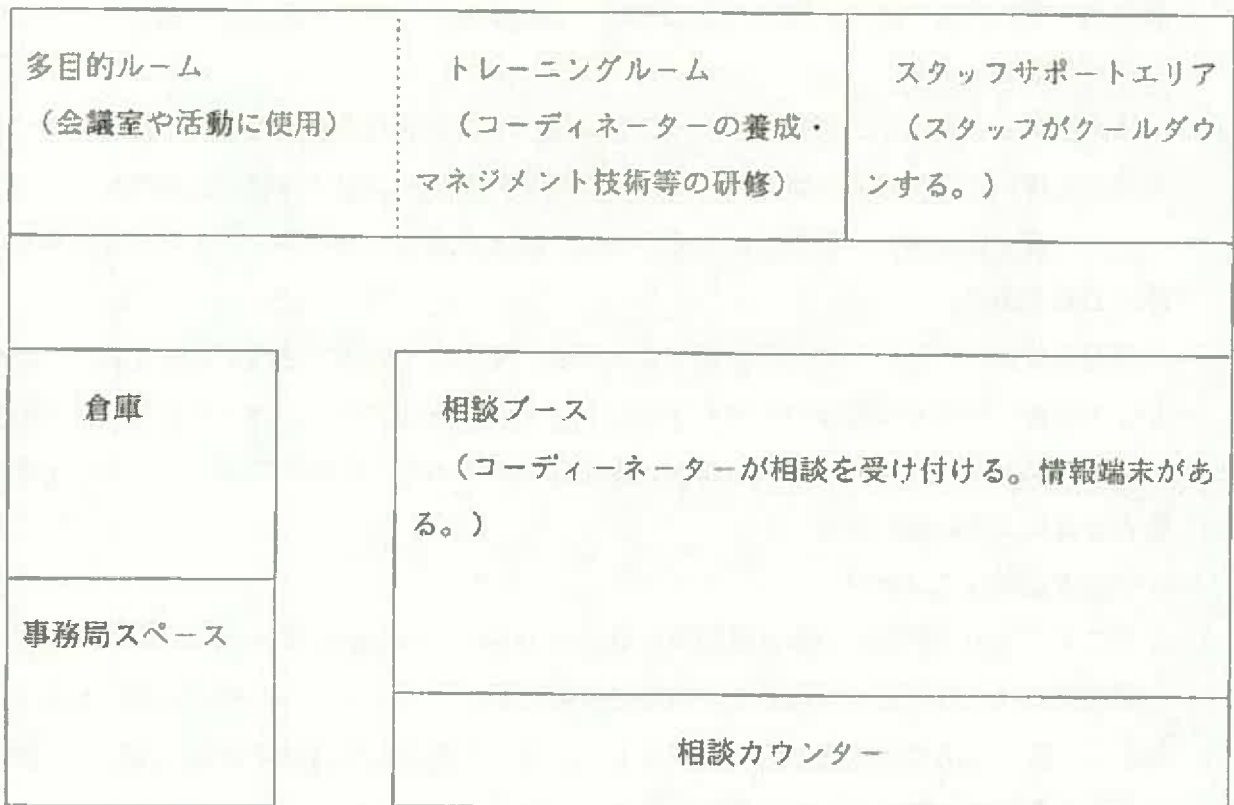 多目的ルーム
（会議室や活動に使用）
トレーニングルーム
（コーディネーターの養成・
マネジメント技術等の研修）
スタッフサポートエリア
（スタッフがクールダウ
ンする。）
倉庫
事務局スペース
相談ブース
（コーディーネーターが相談を受け付ける。情報端末があ
る。）
相談カウンター